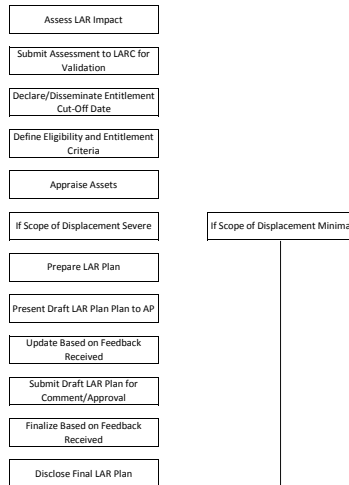 Assess LAR Impact
Submit Assessment to LARC for
Validation
Declare/Disseminate Entitlement
Cut-Off Date
Define Eligibility and Entitlement
Criteria
Appraise Assets
If Scope of Displacement Severe
If Scope of Displacement Minima
Prepare LAR Plan
Present Draft LAR Plan Plan to AP
Update Based on Feedback
Received
Submit Draft LAR Plan for
Comment/Approval
Finalize Based on Feedback
Received
Disclose Final LAR Plan